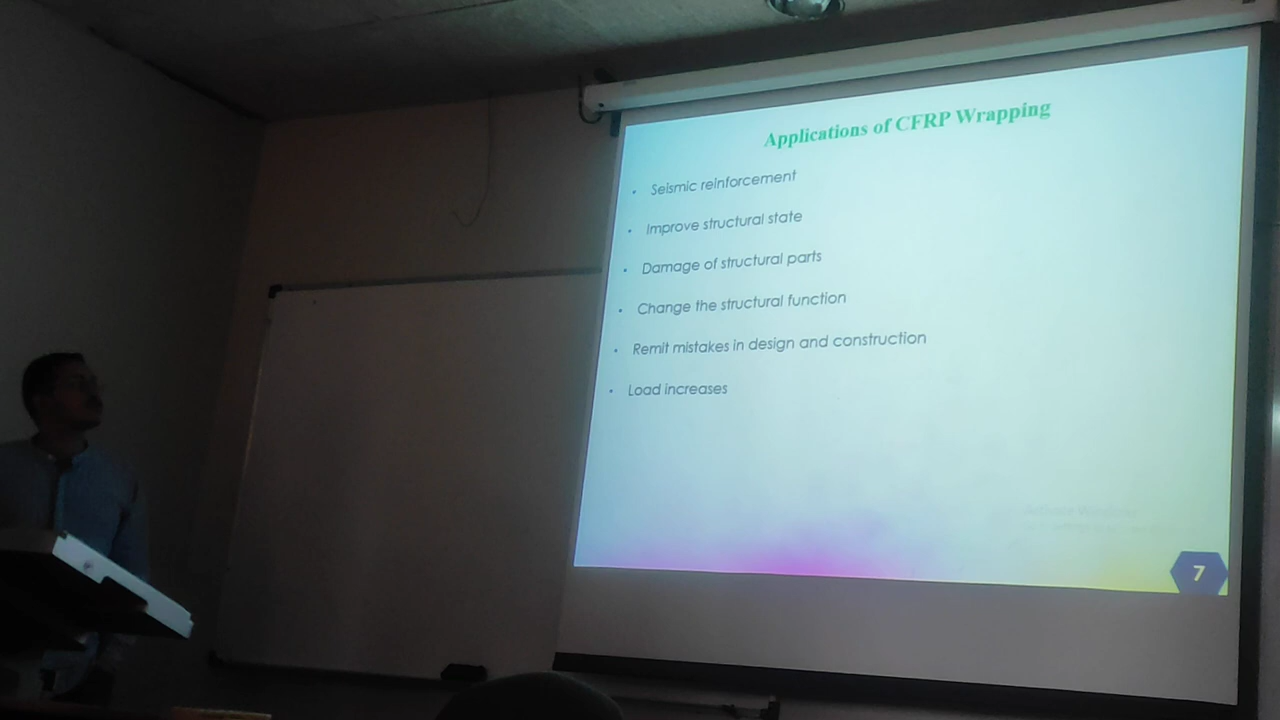 Applications of CFRP Wrapping
• Seismic reinforcement
• Improve structural state
• Damage of structural parts
• Change the structural function
• Remit mistakes in design and construction
• Load increases
7